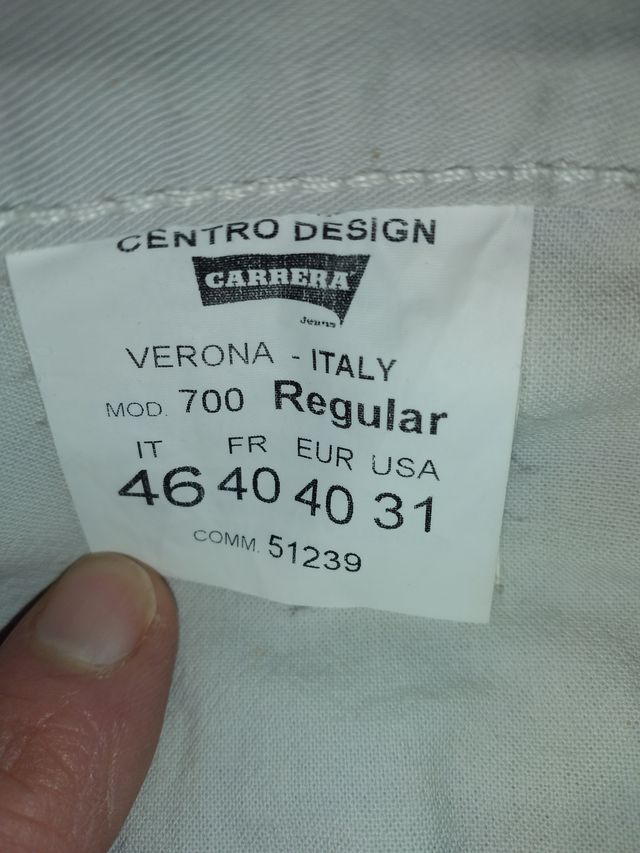 CENTRO DESIGN
CARRERA
Jeans
VERONA - ITALY
MOD. 700 Regular
IT FR EUR USA
46 40 40 31
COMM. 51239